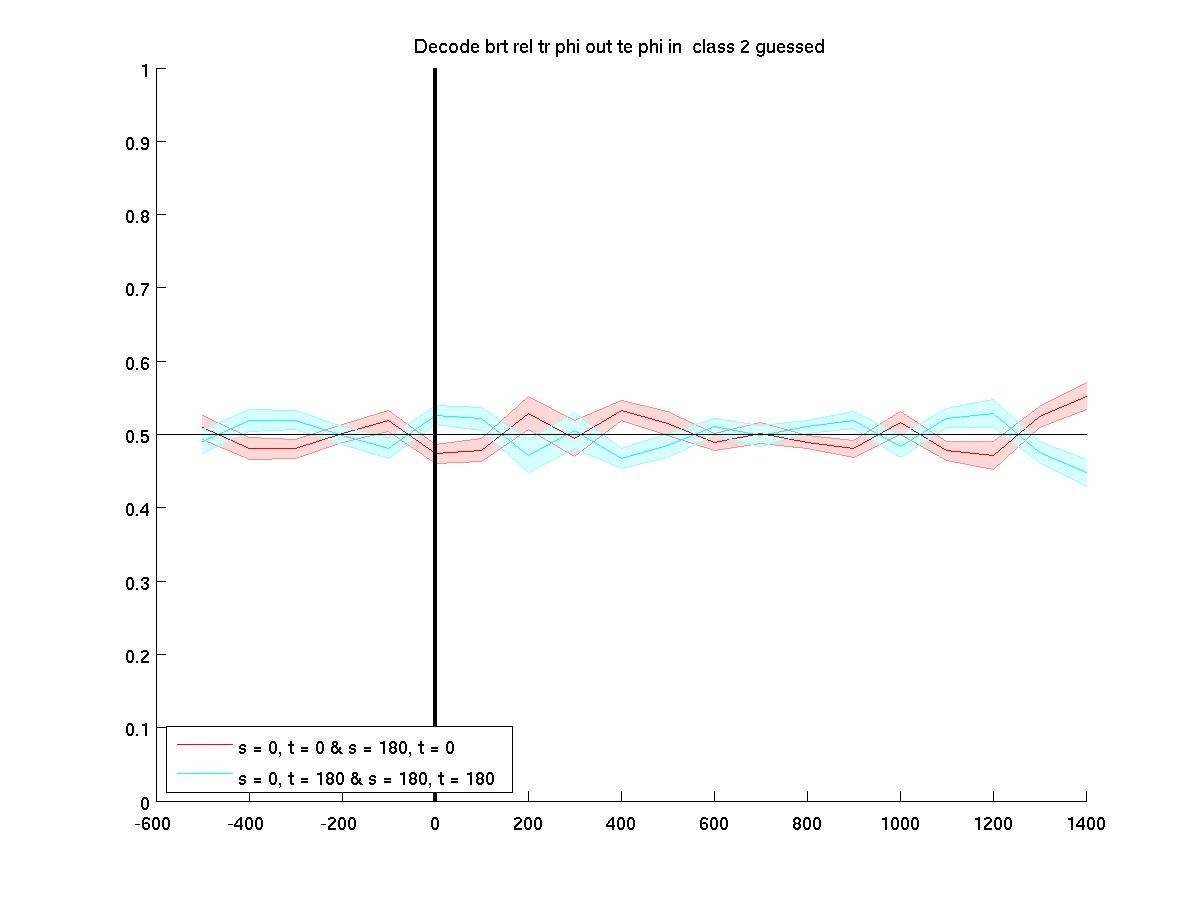 Decode brt rel tr phi out te phi in  class 2 guessed
1
0.9
0.8
0.7
0.6
0.5
0.4
0.3
0.2
0.1
0
s = 0, t = 0 & s = 180, t = 0
s = 0, t = 180 & s = 180, t = 180
-600 -400 -200 0 200 400 600 800 1000 1200 1400